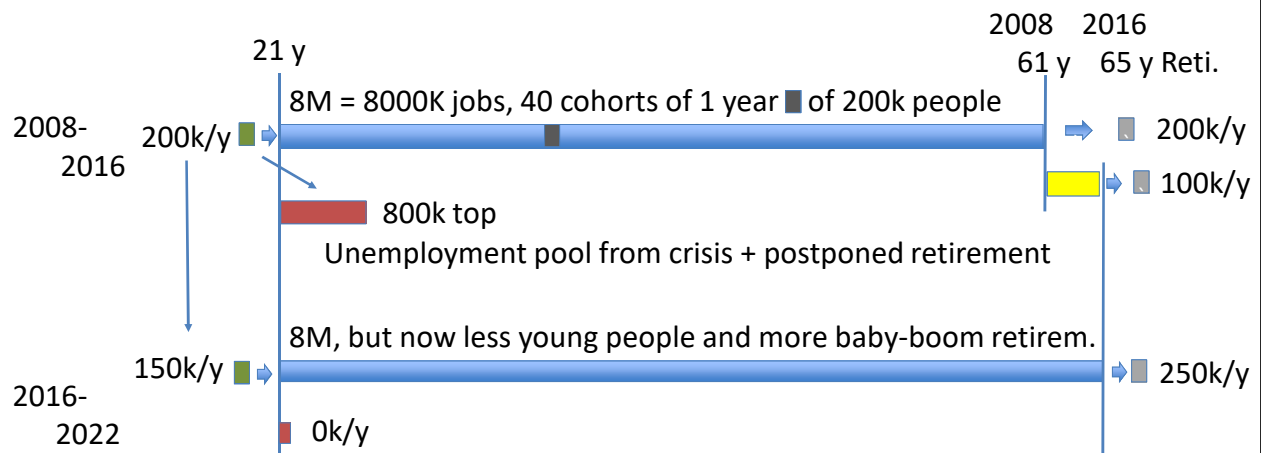 2008 2016
21 y
61 y 65 y Reti.
8M = 8000K jobs, 40 cohorts of 1 year of 200k people
2008-
2016
200k/y
200k/y
100k/y
800k top
Unemployment pool from crisis + postponed retirement
8M, but now less young people and more baby-boom retirem.
150k/y
250k/y
2016-
2022
0k/y